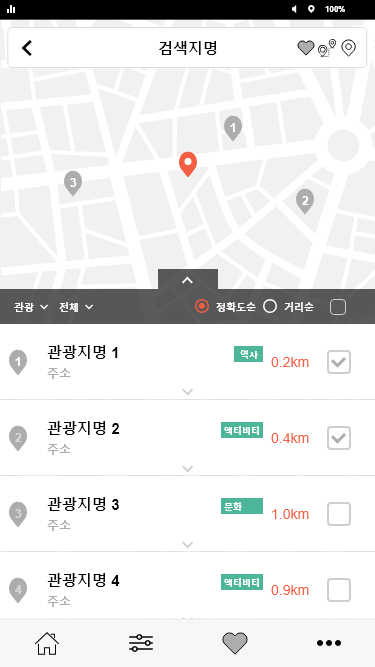 100%
검색지명
1
3
2
관광 전체 정확도순 거리순
1 관광지명 1 역사 0.2km
주소
2 관광지명 2 엑티비티 0.4km
주소
3 관광지명 3 문화 1.0km
주소
4 관광지명 4 엑티비티 0.9km
주소